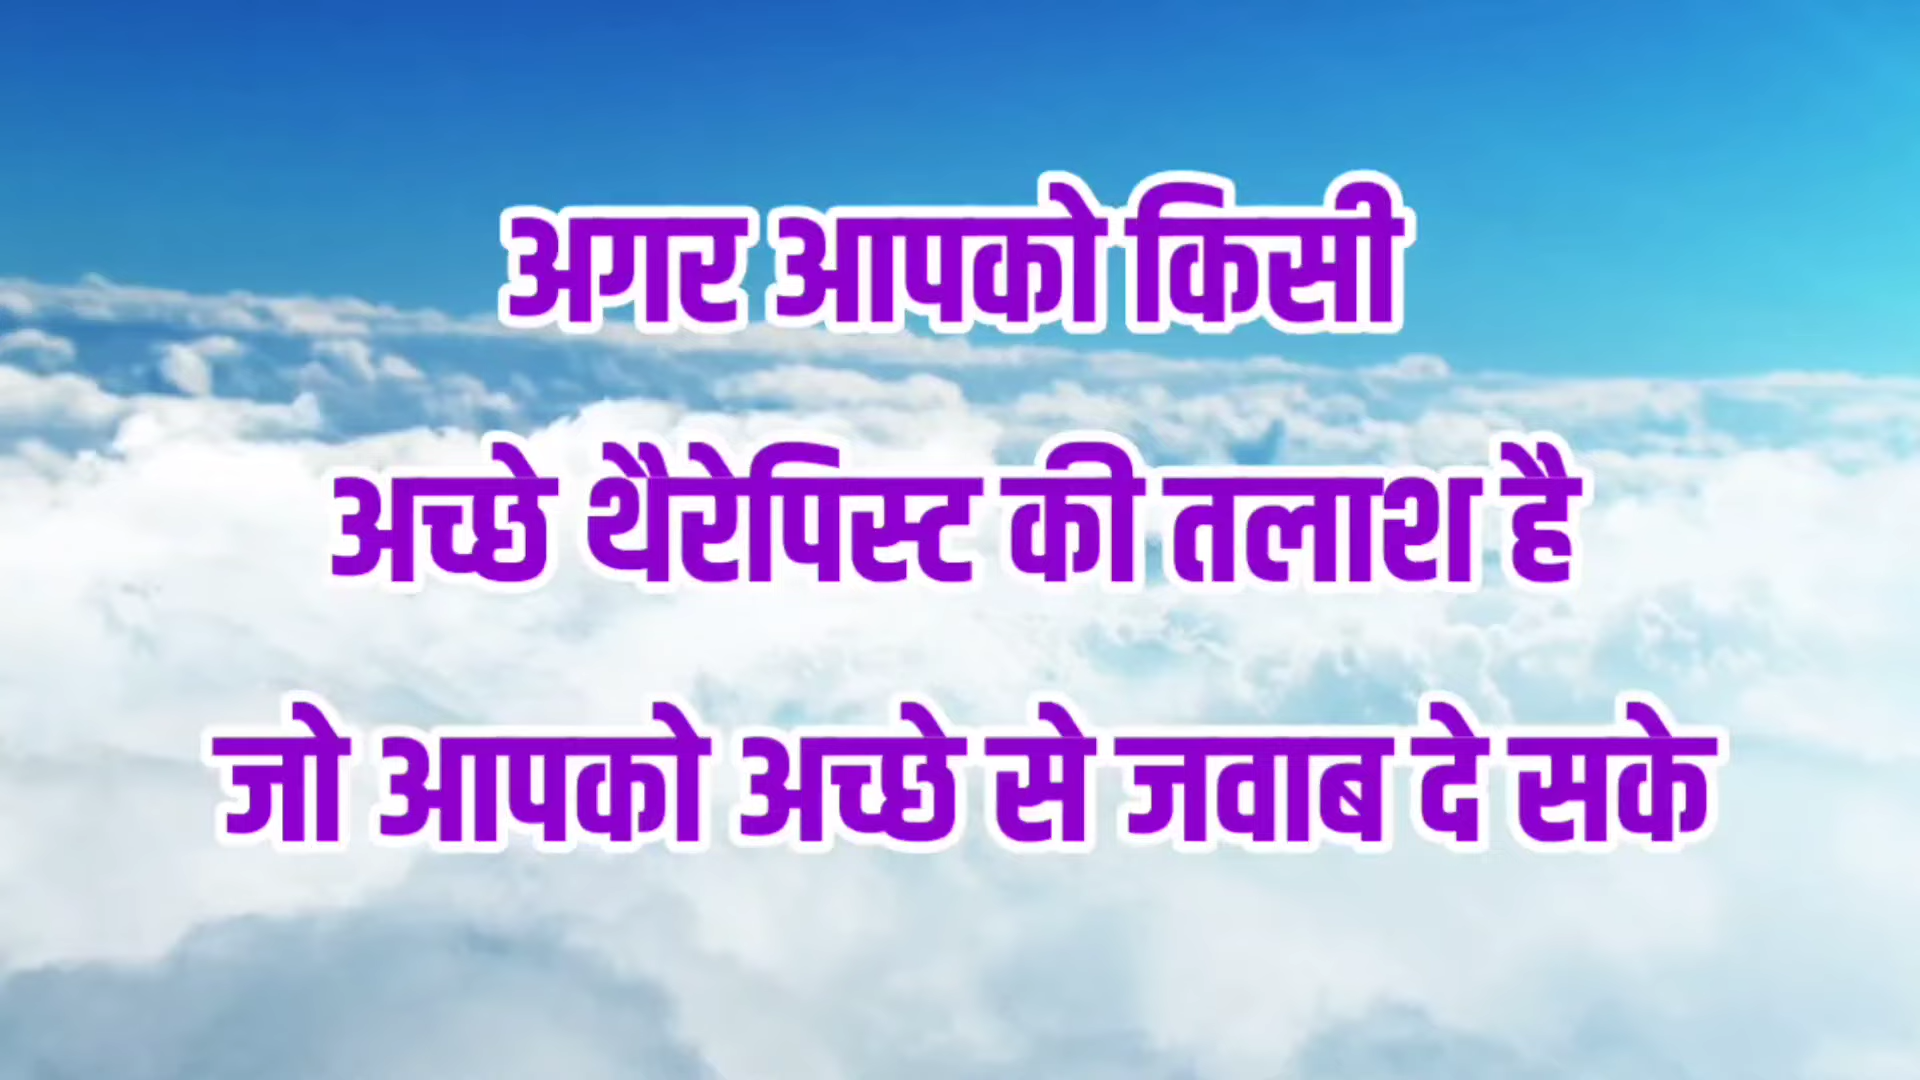 अगर आपको किसी
अच्छे थैरेपिस्ट की तलाश है
जो आपको अच्छे से जवाब दे सके